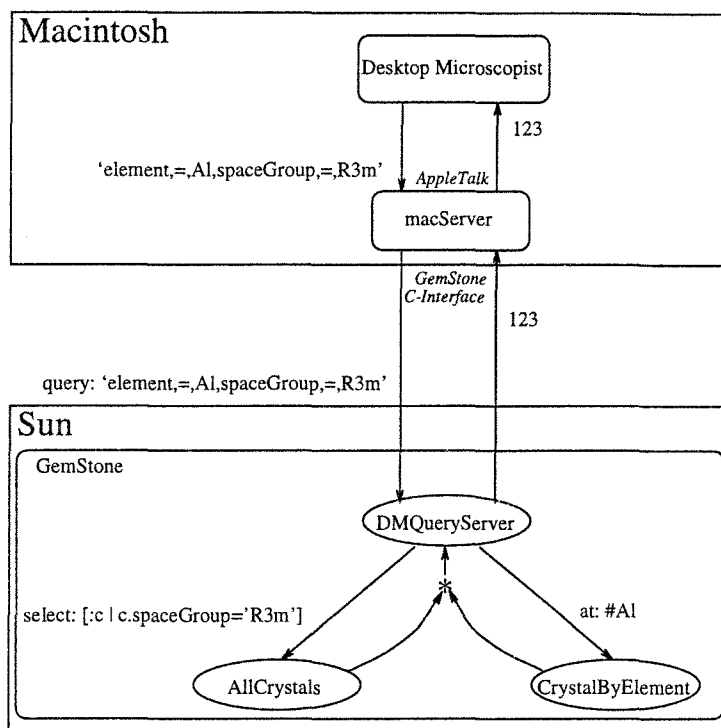 Macintosh
Desktop Microscopist
123
‘element,=,Al,spaceGroup,=,R3m’
AppleTalk
macServer
GemStone
C-Interface
123
query: ‘element,=,Al,spaceGroup,=,R3m’
Sun
GemStone
DMQueryServer
*
select: [:c | c.spaceGroup='R3m']
at: #Al
AllCrystals
CrystalByElement